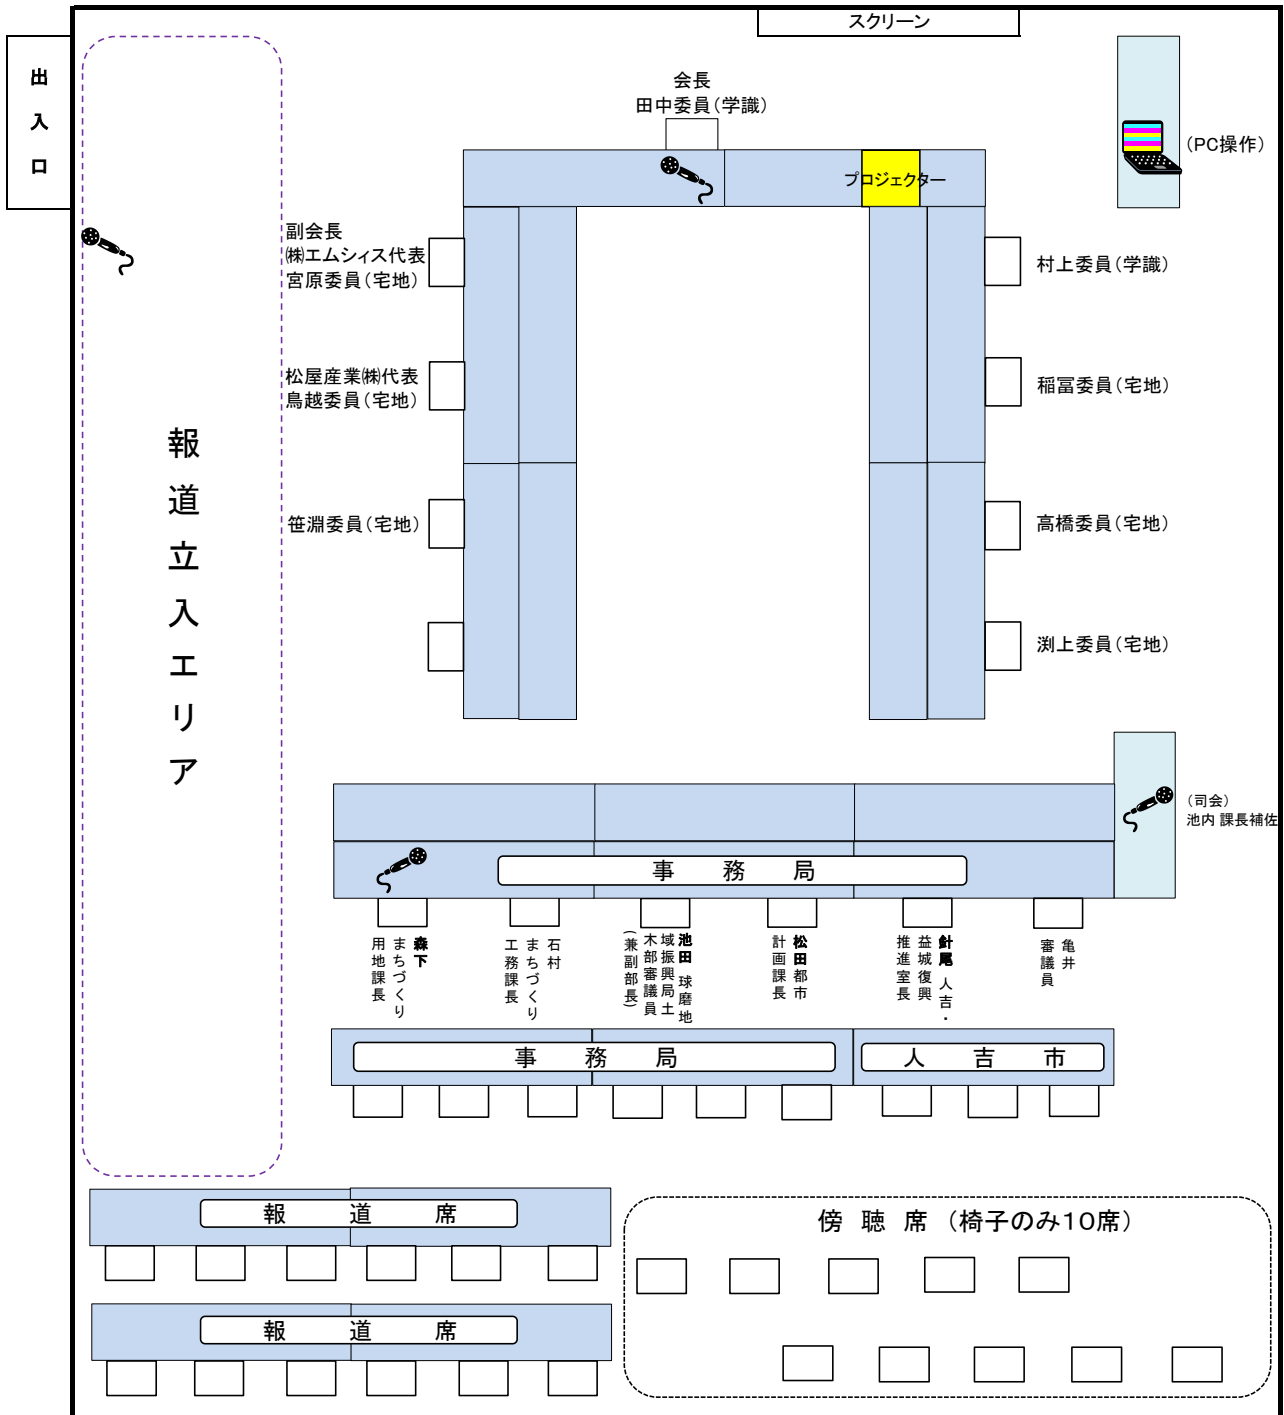 スクリーン
出入口
会長
田中委員(学識)
(PC操作)
プロジェクター
副会長
㈱エムシィス代表
宮原委員(宅地)
村上委員(学識)
松屋産業㈱代表
鳥越委員(宅地)
稲冨委員(宅地)
報道立入エリア
笹淵委員(宅地)
高橋委員(宅地)
渕上委員(宅地)
(司会)
池内 課長補佐
事務局
森下
まちづくり
用地課長
石村
まちづくり
工務課長
池田 球磨地
域振興局土
木部審議員
(兼副部長)
松田都市
計画課長
針尾 人吉・
益城復興
推進室長
亀井
審議員
事務局
人吉市
報道席
傍聴席(椅子のみ10席)
報道席